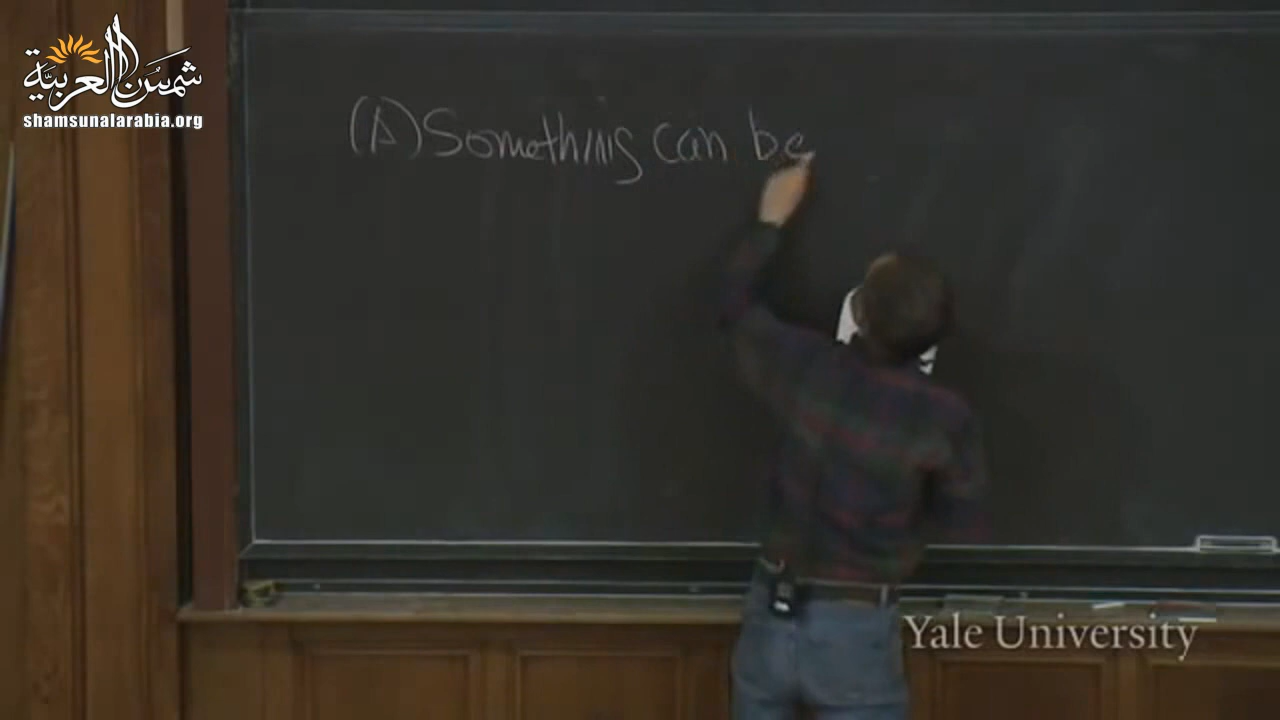 شمس العربية
shamsunalarabia.org
(A) Something can be
Yale University